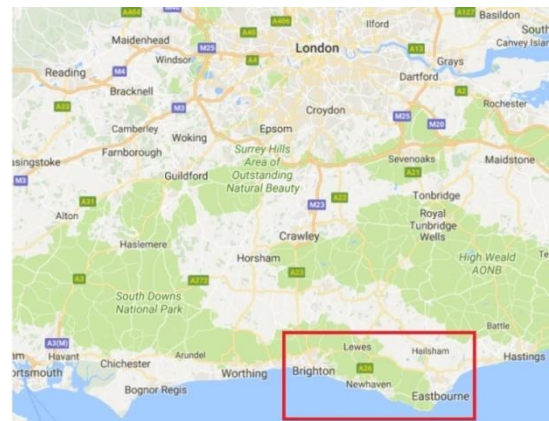 A404
A40
A406
Ilford
A127
Basildon
Maidenhead
M25
London
South
Canvey Islan
Windsor
A4
A13
Grays
Reading
M4
Dartford
Bracknell
A2
Rochester
A33
M3
Croydon
M25
Camberley
Epsom
M20
Woking
Farnborough
Surrey Hills
Area of
Outstanding
Natural Beauty
Sevenoaks
Maidstone
asingstoke
M3
Guildford
A21
A31
A22
Tonbridge
Alton
M23
Royal
Tunbridge
Wells
Crawley
Haslemere
Horsham
High Weald
AONB
Te
A3
A272
A23
South Downs
National Park
Battle
A3(M)
Lewes
Hailsham
Hastings
am
Havant
Chichester
Arundel
Worthing
Brighton
A26
ortsmouth
Newhaven
Bognor Regis
Eastbourne